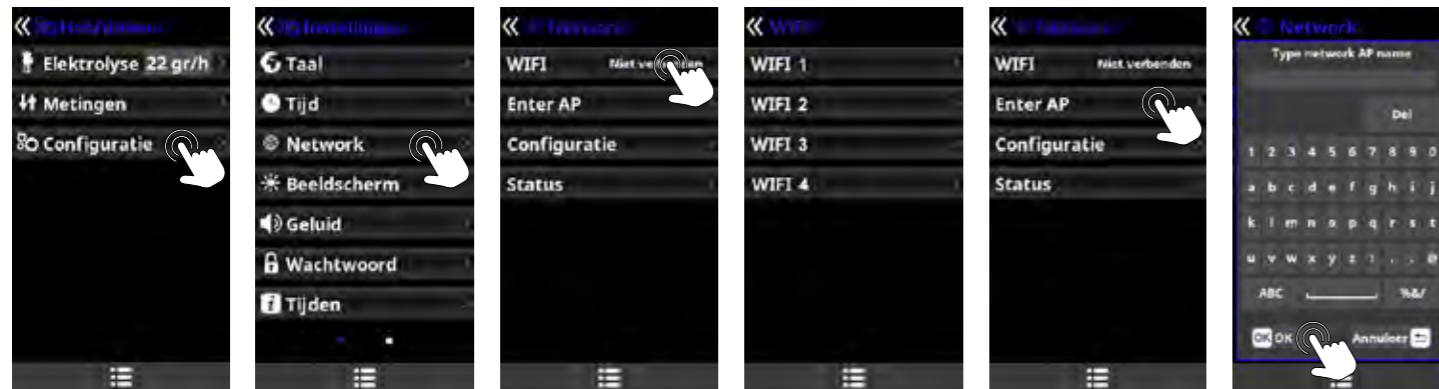 Elektrolyse 22 gr/h
Metingen
Configuratie
Taal
Tijd
Network
Beeldscherm
Geluid
Wachtwoord
Tijden
WIFI
Enter AP
Configuratie
Status
WIFI
WIFI 1
WIFI 2
WIFI 3
WIFI 4
WIFI Niet verbonden
Enter AP
Configuratie
Status
Network
Type network AP name
Del
1 2 3 4 5 6 7 8 9 0
a b c d e f g h i j
k l m n o p q r s t
u v w x y z
ABC %&/
OK OK Annuleer